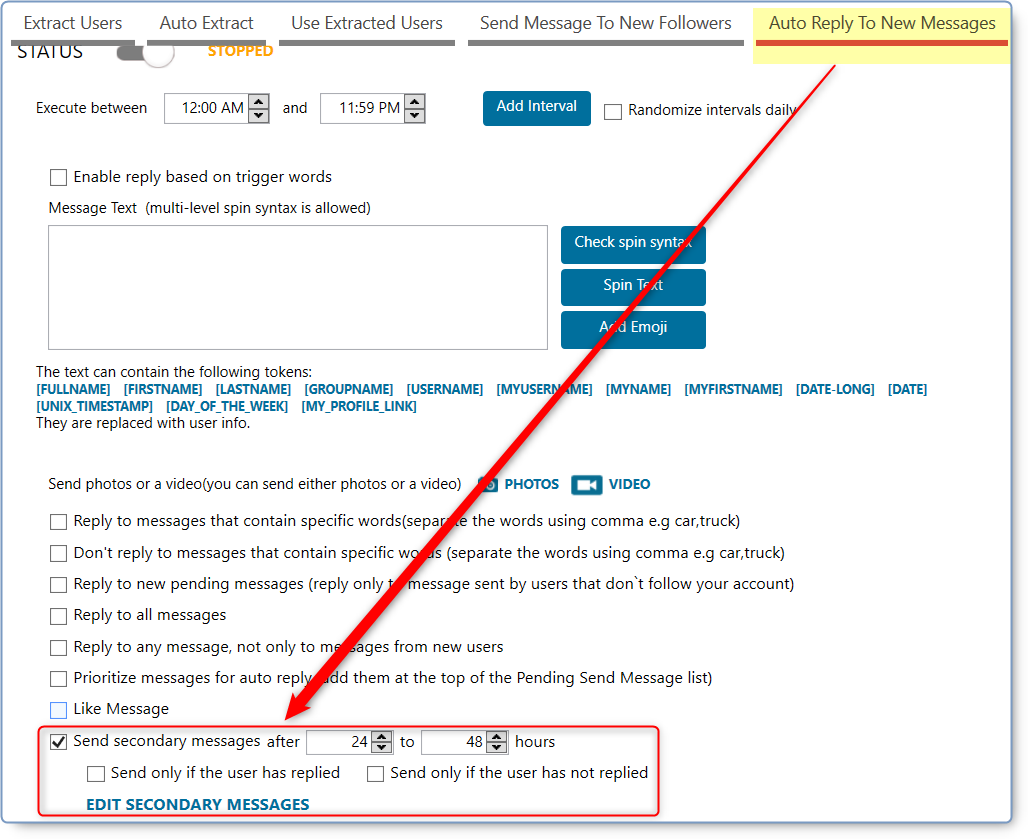 Extract Users Auto Extract Use Extracted Users Send Message To New Followers Auto Reply To New Messages
STATUS STOPPED
Execute between 12:00 AM and 11:59 PM Add Interval Randomize intervals daily
Enable reply based on trigger words
Message Text (multi-level spin syntax is allowed)
Check spin syntax
Spin Text
Add Emoji
The text can contain the following tokens:
[FULLNAME] [FIRSTNAME] [LASTNAME] [GROUPNAME] [USERNAME] [MYUSERNAME] [MYNAME] [MYFIRSTNAME] [DATE-LONG] [DATE]
[UNIX_TIMESTAMP] [DAY_OF_THE_WEEK] [MY_PROFILE_LINK]
They are replaced with user info.
Send photos or a video(you can send either photos or a video) PHOTOS VIDEO
Reply to messages that contain specific words(separate the words using comma e.g car,truck)
Don't reply to messages that contain specific words (separate the words using comma e.g car,truck)
Reply to new pending messages (reply only to message sent by users that don`t follow your account)
Reply to all messages
Reply to any message, not only to messages from new users
Prioritize messages for auto reply (add them at the top of the Pending Send Message list)
Like Message
Send secondary messages after 24 to 48 hours
Send only if the user has replied Send only if the user has not replied
EDIT SECONDARY MESSAGES